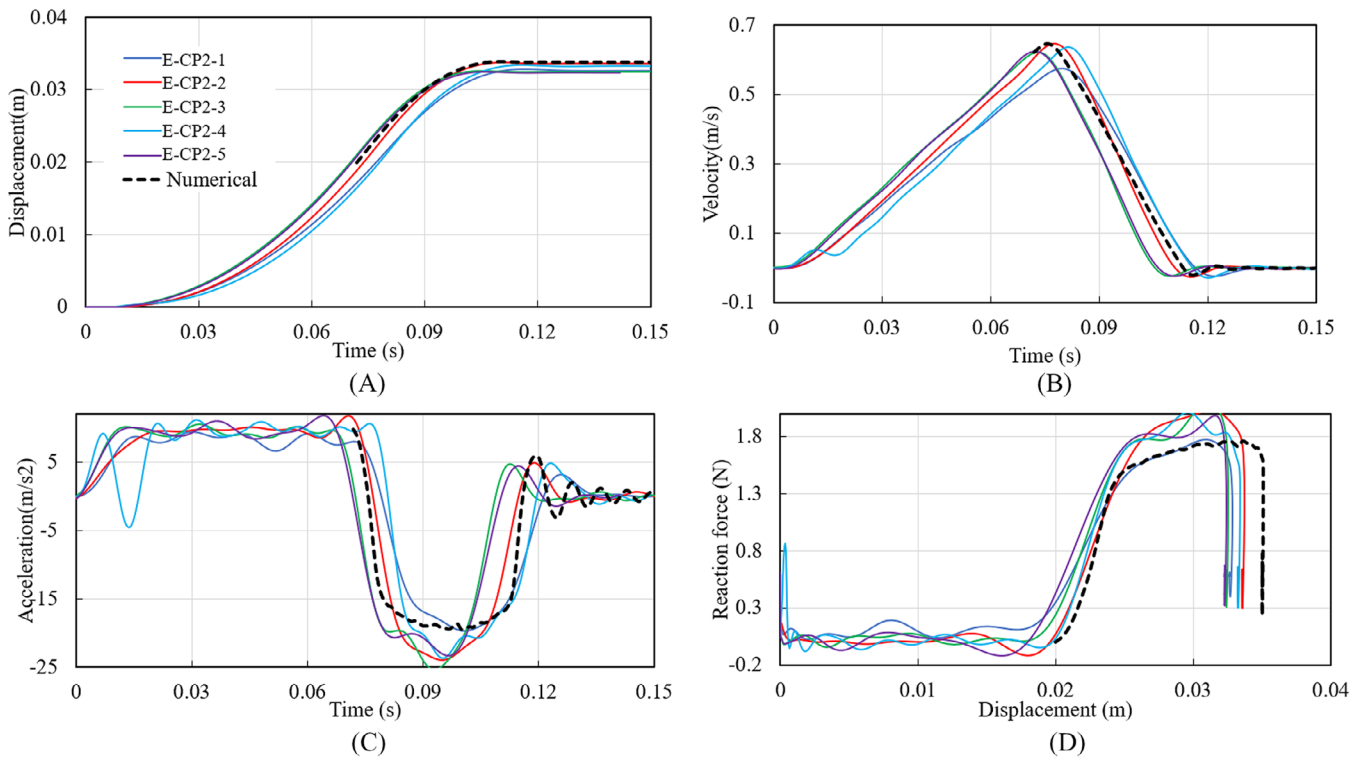 0.04
0.03
0.02
0.01
0
Displacement(m)
E-CP2-1
E-CP2-2
E-CP2-3
E-CP2-4
E-CP2-5
Numerical
0 0.03 0.06 0.09 0.12 0.15
Time (s)
(A)
0.7
0.5
0.3
0.1
-0.1
Velocity(m/s)
0 0.03 0.06 0.09 0.12 0.15
Time (s)
(B)
5
-5
-15
-25
Acceleration(m/s2)
0 0.03 0.06 0.09 0.12 0.15
Time (s)
(C)
1.8
1.3
0.8
0.3
-0.2
Reaction force (N)
0 0.01 0.02 0.03 0.04
Displacement (m)
(D)